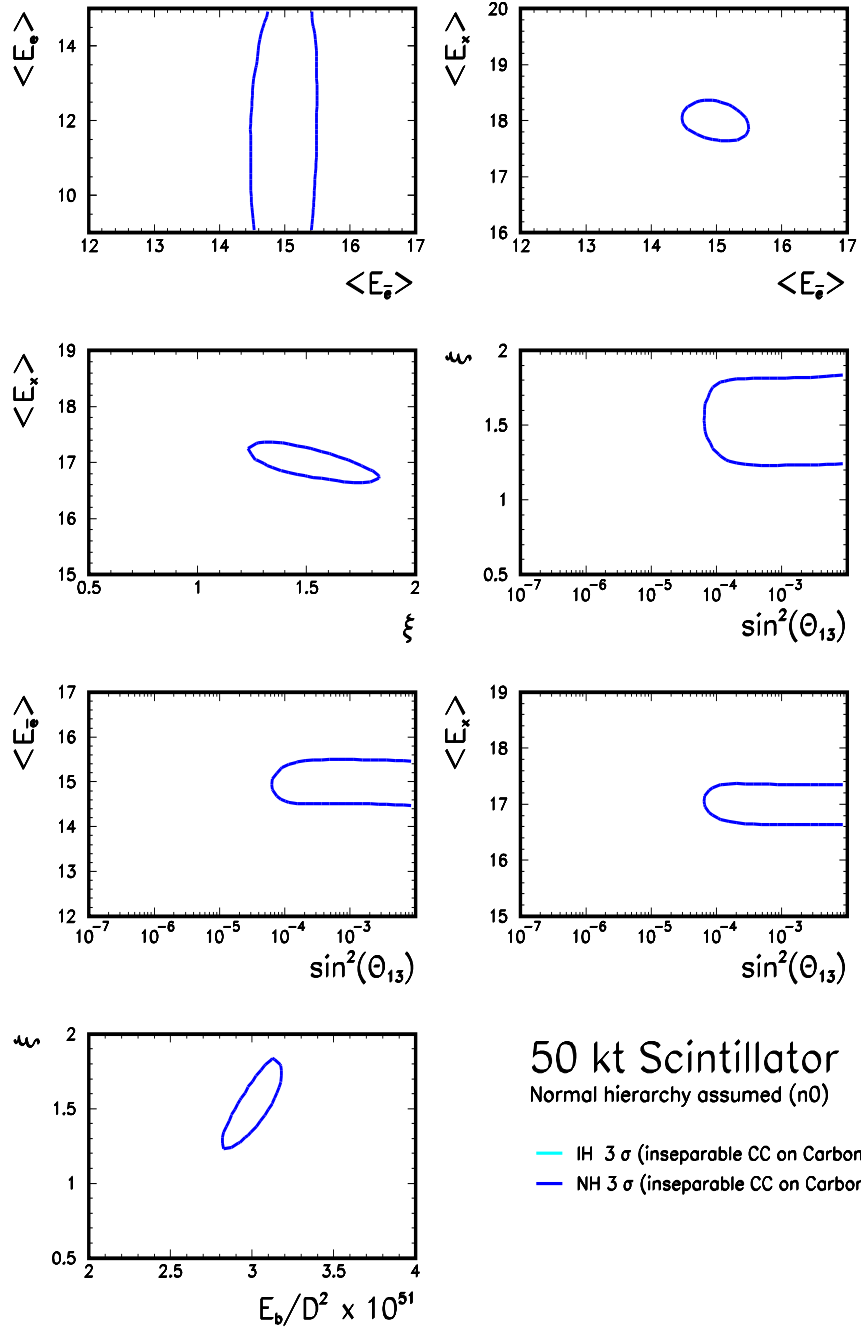 <E_e>
14
12
10
12 13 14 15 16 17
<E_e̅>
<E_x>
20
19
18
17
16
12 13 14 15 16 17
<E_e̅>
<E_x>
19
18
17
16
15
0.5 1 1.5 2
ξ
ξ
2
1.5
1
0.5
10⁻⁷ 10⁻⁶ 10⁻⁵ 10⁻⁴ 10⁻³
sin²(Θ₁₃)
<E_e̅>
17
16
15
14
13
12
10⁻⁷ 10⁻⁶ 10⁻⁵ 10⁻⁴ 10⁻³
sin²(Θ₁₃)
<E_x>
19
18
17
16
15
10⁻⁷ 10⁻⁶ 10⁻⁵ 10⁻⁴ 10⁻³
sin²(Θ₁₃)
ξ
2
1.5
1
0.5
2 2.5 3 3.5 4
E_b/D² x 10⁵¹
50 kt Scintillator
Normal hierarchy assumed (n0)
IH 3 σ (inseparable CC on Carbon
NH 3 σ (inseparable CC on Carbon